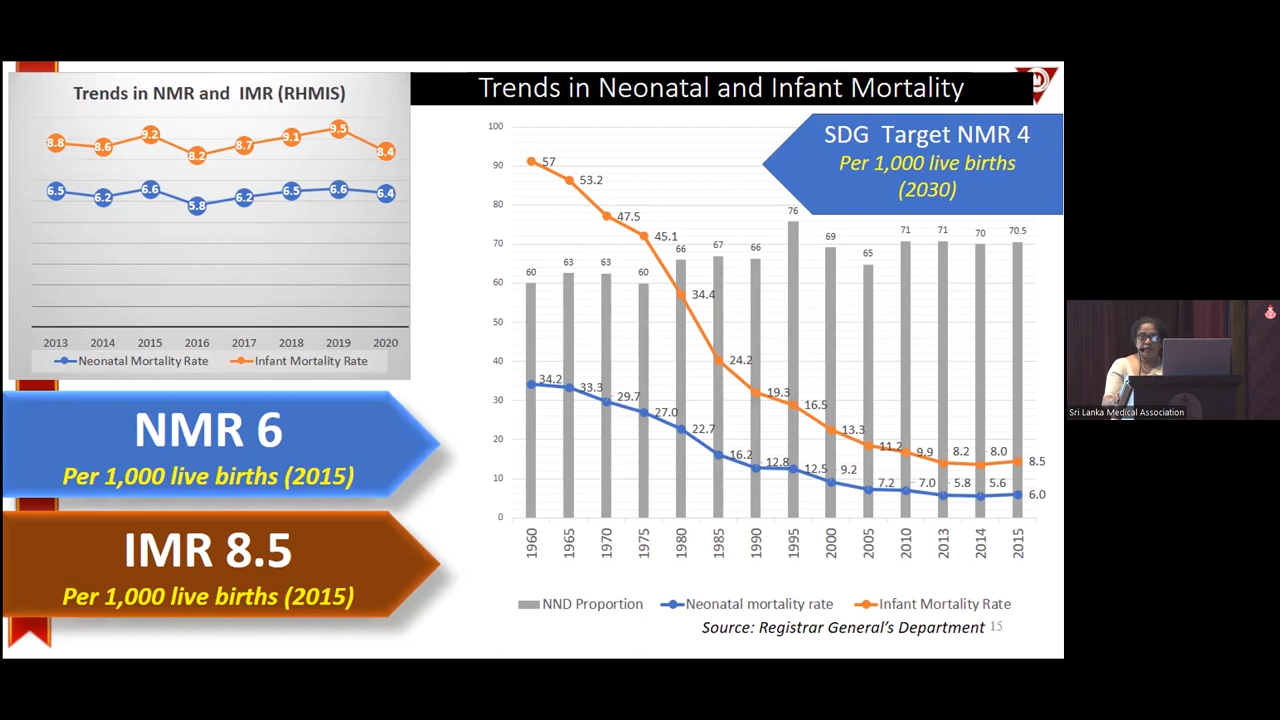 Trends in Neonatal and Infant Mortality
Trends in NMR and IMR (RHMIS)
8.8 8.6 9.2 8.2 8.7 9.1 9.5 8.4
6.5 6.2 6.6 5.8 6.2 6.5 6.6 6.4
2013 2014 2015 2016 2017 2018 2019 2020
Neonatal Mortality Rate Infant Mortality Rate
NMR 6
Per 1,000 live births (2015)
IMR 8.5
Per 1,000 live births (2015)
SDG Target NMR 4
Per 1,000 live births
(2030)
100
90
80
70
60
50
40
30
20
10
0
60 63 63 60 66 67 66 76 69 65 71 71 70 70.5
57 53.2 47.5 45.1 34.4 24.2 19.3 16.5 13.3 11.2 9.9 8.2 8.0 8.5
34.2 33.3 29.7 27.0 22.7 16.2 12.8 12.5 9.2 7.2 7.0 5.8 5.6 6.0
1960 1965 1970 1975 1980 1985 1990 1995 2000 2005 2010 2013 2014 2015
NND Proportion Neonatal mortality rate Infant Mortality Rate
Source: Registrar General's Department 15
Sri Lanka Medical Association